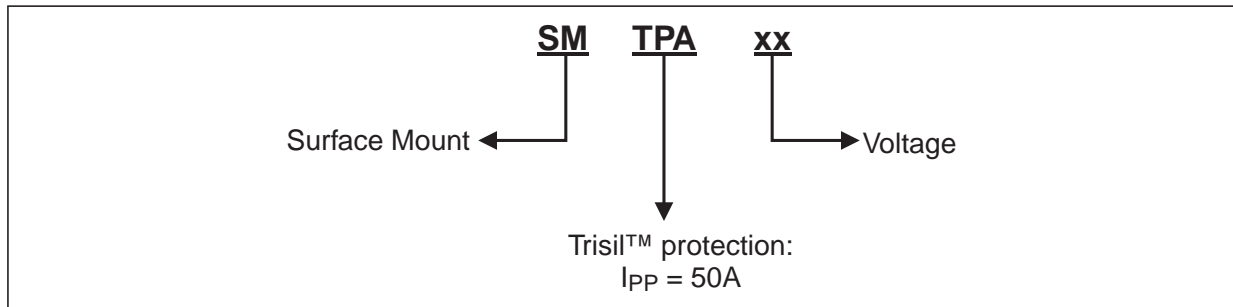 SM TPA xx
Surface Mount
Voltage
Trisil™ protection:
IPP = 50A